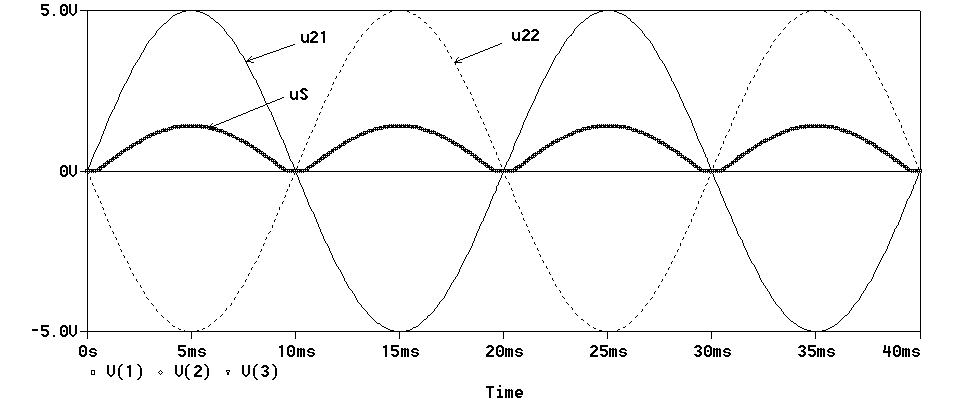 5.0V
u21
u22
uS
0V
-5.0V
0s 5ms 10ms 15ms 20ms 25ms 30ms 35ms 40ms
V(1) V(2) V(3)
Time